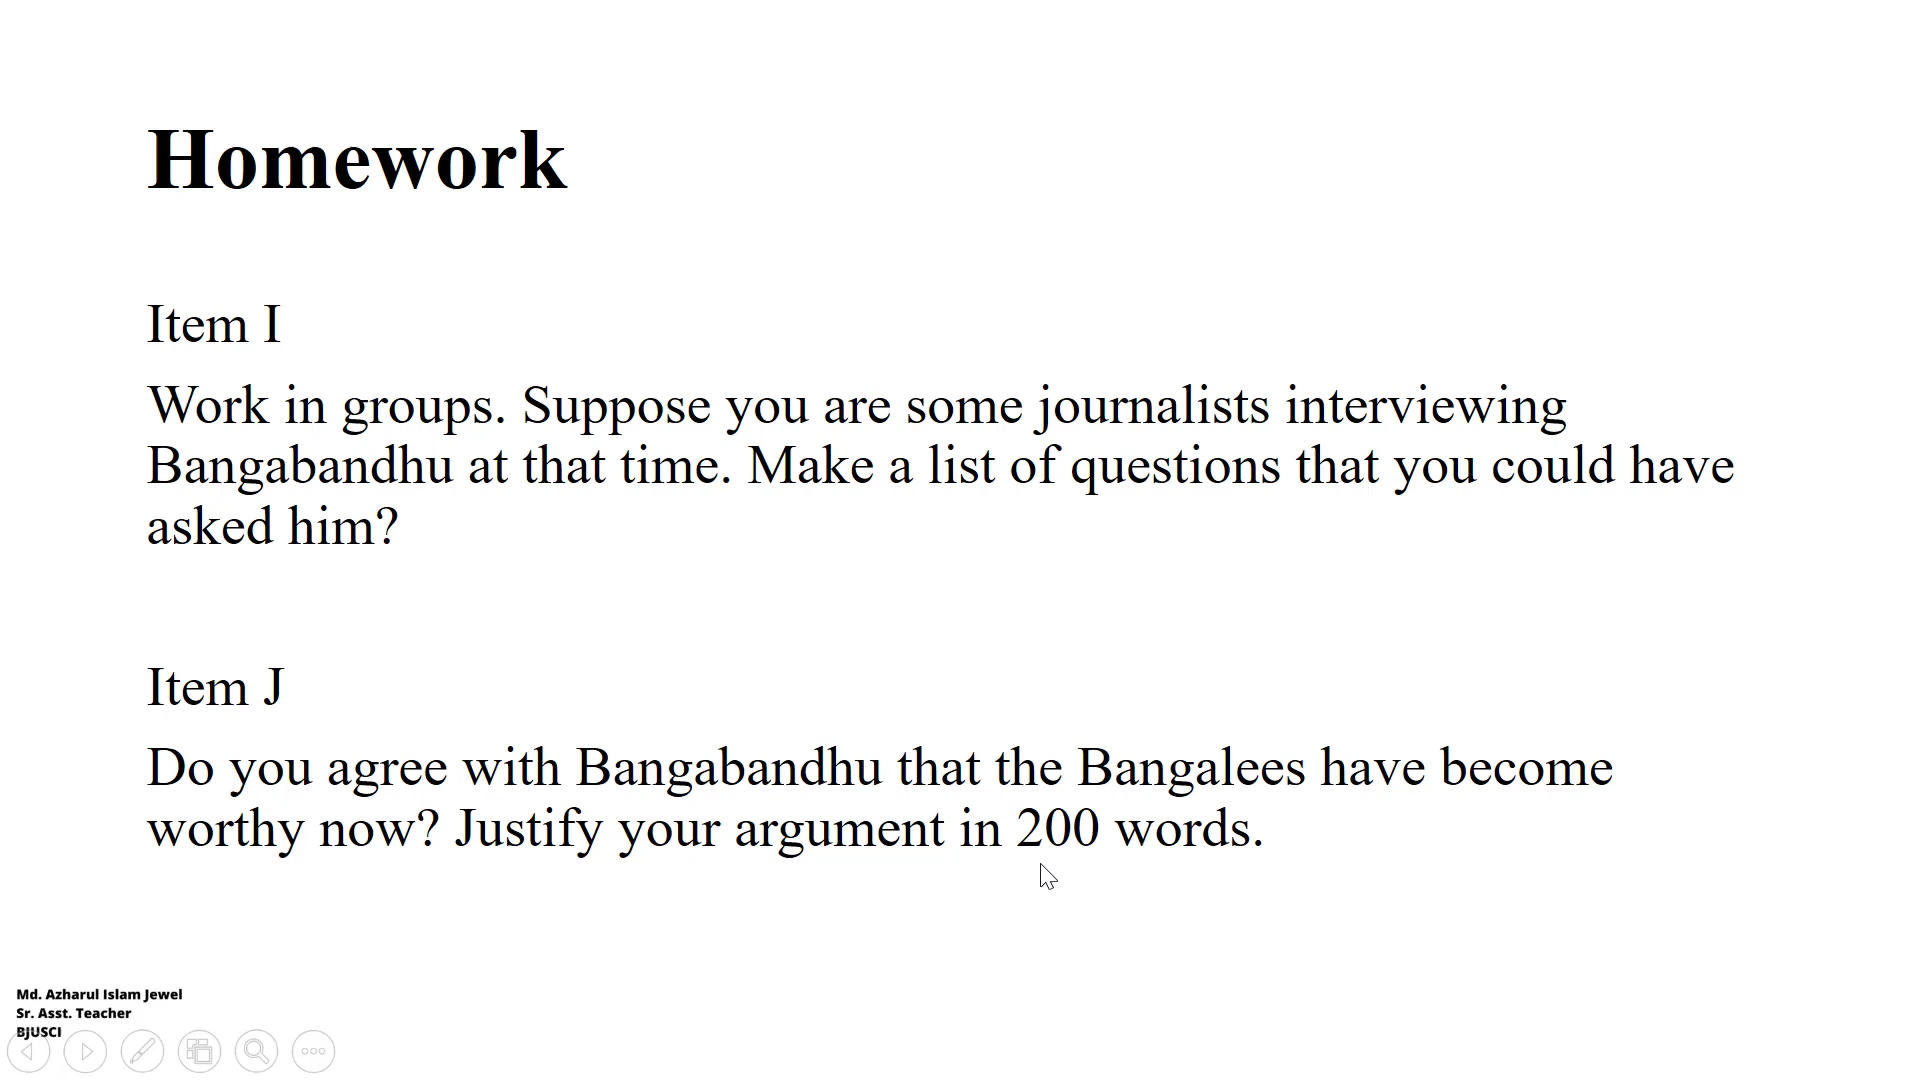 Homework
Item I
Work in groups. Suppose you are some journalists interviewing
Bangabandhu at that time. Make a list of questions that you could have
asked him?
Item J
Do you agree with Bangabandhu that the Bangalees have become
worthy now? Justify your argument in 200 words.
Md. Azharul Islam Jewel
Sr. Asst. Teacher
BJUSCI